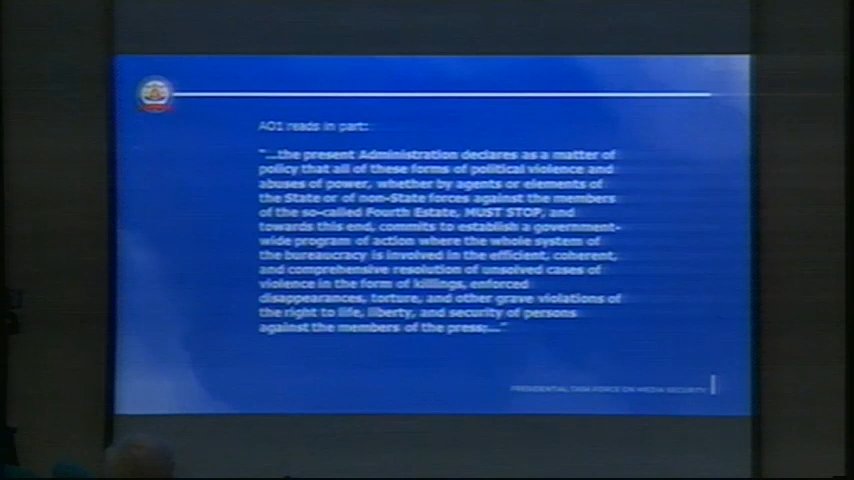 AO1 reads in part:
"...the present Administration declares as a matter of
policy that all of these forms of political violence and
abuses of power, whether by agents or elements of
the State or of non-State forces against the members
of the so-called Fourth Estate, MUST STOP, and
towards this end, commits to establish a government-
wide program of action where the whole system of
the bureaucracy is involved in the efficient, coherent,
and comprehensive resolution of unsolved cases of
violence in the form of killings, enforced
disappearances, torture, and other grave violations of
the right to life, liberty, and security of persons
against the members of the press;..."
PRESIDENTIAL TASK FORCE ON MEDIA SECURITY